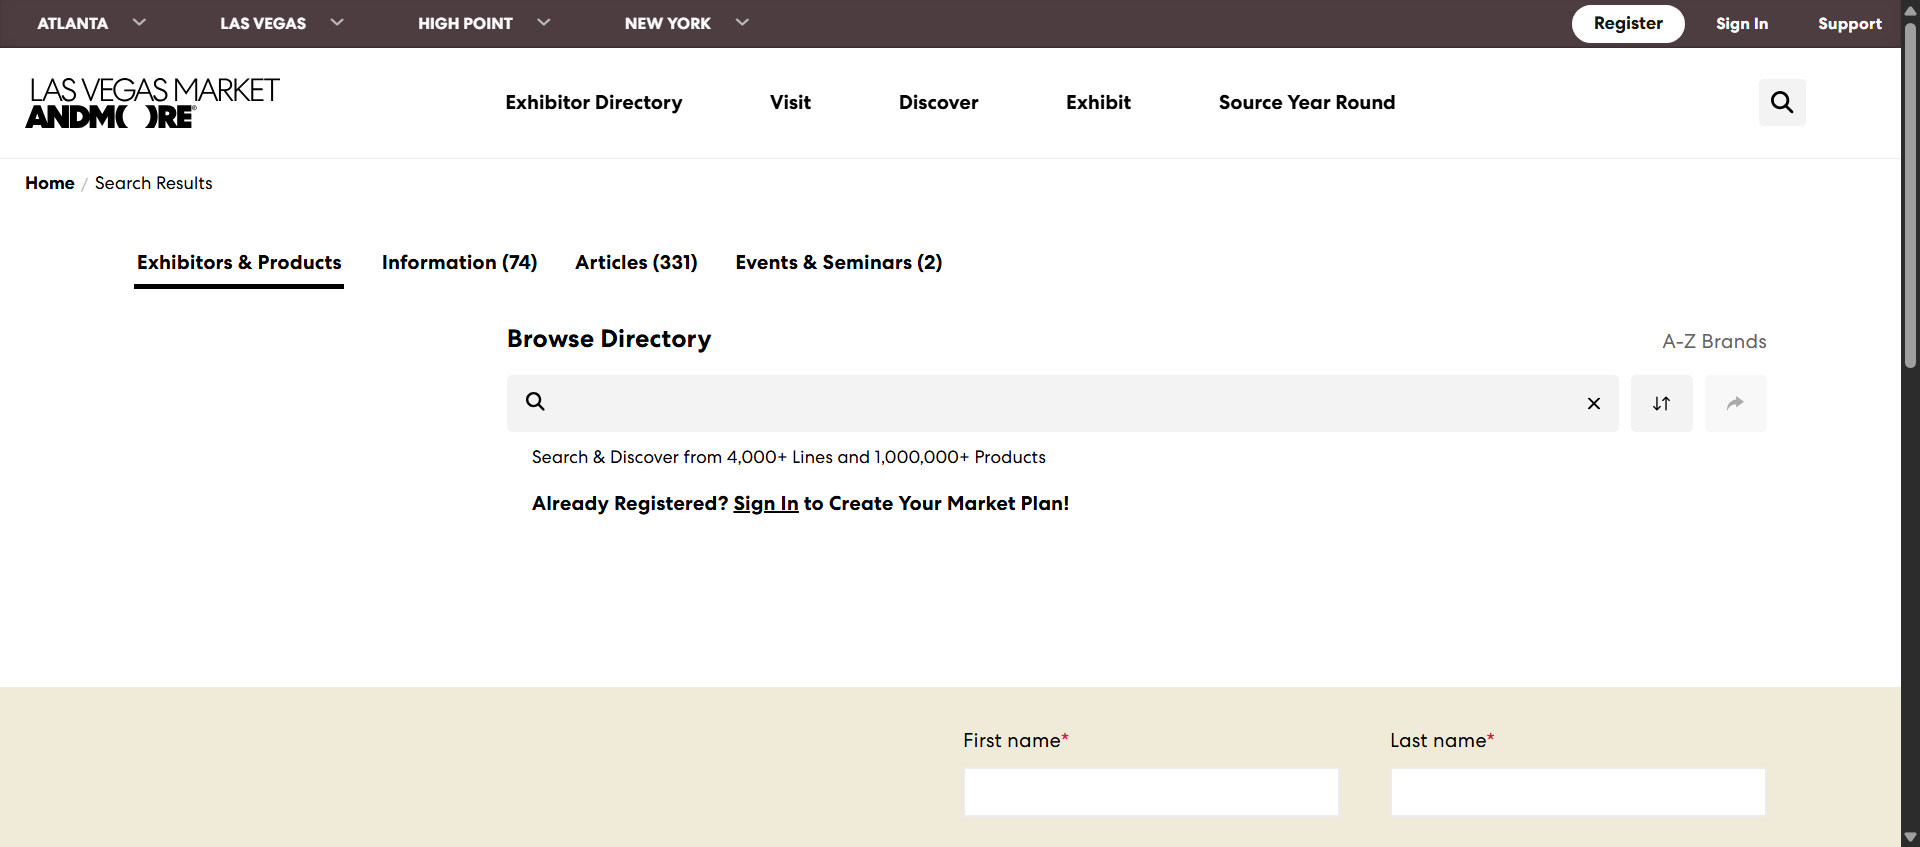 ATLANTA
LAS VEGAS
HIGH POINT
NEW YORK
Register
Sign In
Support
LAS VEGAS MARKET
ANDMORE®
Exhibitor Directory
Visit
Discover
Exhibit
Source Year Round
Home / Search Results
Exhibitors & Products
Information (74)
Articles (331)
Events & Seminars (2)
Browse Directory
A-Z Brands
Search & Discover from 4,000+ Lines and 1,000,000+ Products
Already Registered? Sign In to Create Your Market Plan!
First name*
Last name*